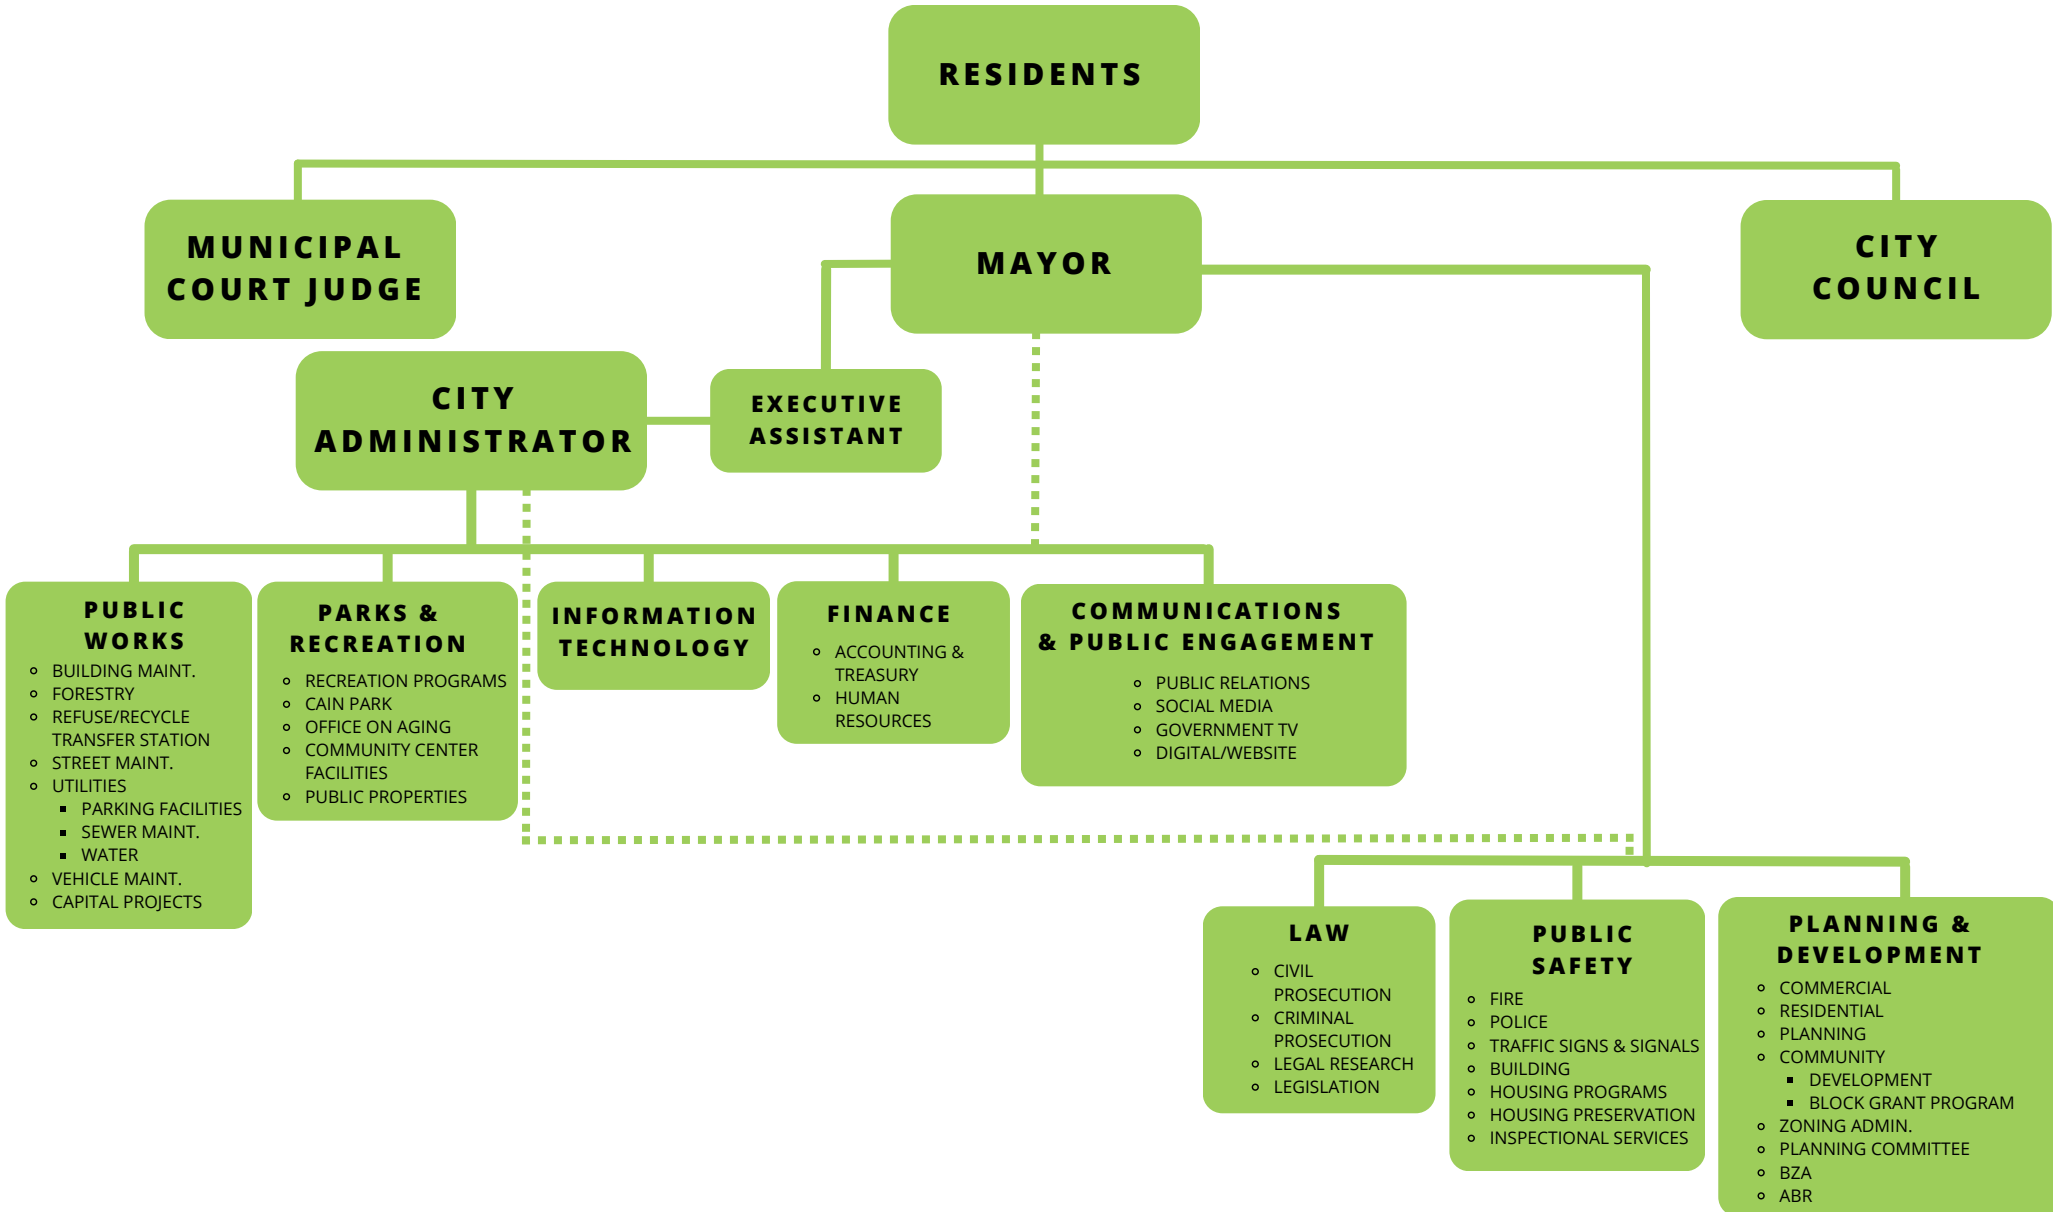 RESIDENTS
MUNICIPAL
COURT JUDGE
MAYOR
CITY
COUNCIL
CITY
ADMINISTRATOR
EXECUTIVE
ASSISTANT
PUBLIC
WORKS
BUILDING MAINT.
FORESTRY
REFUSE/RECYCLE
TRANSFER STATION
STREET MAINT.
UTILITIES
PARKING FACILITIES
SEWER MAINT.
WATER
VEHICLE MAINT.
CAPITAL PROJECTS
PARKS &
RECREATION
RECREATION PROGRAMS
CAIN PARK
OFFICE ON AGING
COMMUNITY CENTER
FACILITIES
PUBLIC PROPERTIES
INFORMATION
TECHNOLOGY
FINANCE
ACCOUNTING &
TREASURY
HUMAN
RESOURCES
COMMUNICATIONS
& PUBLIC ENGAGEMENT
PUBLIC RELATIONS
SOCIAL MEDIA
GOVERNMENT TV
DIGITAL/WEBSITE
LAW
CIVIL
PROSECUTION
CRIMINAL
PROSECUTION
LEGAL RESEARCH
LEGISLATION
PUBLIC
SAFETY
FIRE
POLICE
TRAFFIC SIGNS & SIGNALS
BUILDING
HOUSING PROGRAMS
HOUSING PRESERVATION
INSPECTIONAL SERVICES
PLANNING &
DEVELOPMENT
COMMERCIAL
RESIDENTIAL
PLANNING
COMMUNITY
DEVELOPMENT
BLOCK GRANT PROGRAM
ZONING ADMIN.
PLANNING COMMITTEE
BZA
ABR